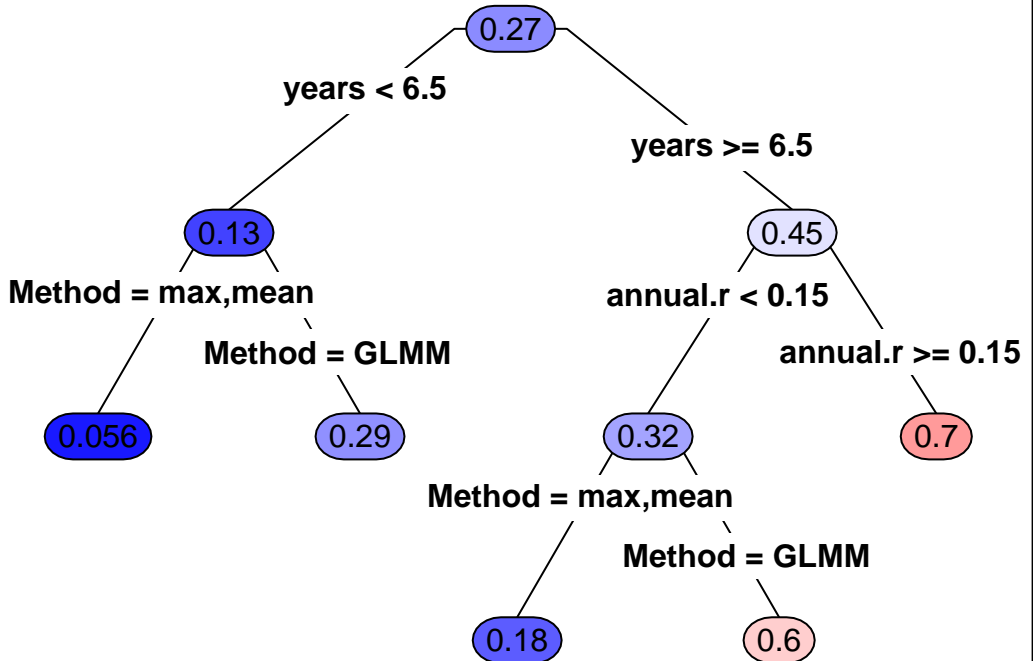 0.27
years < 6.5
years >= 6.5
0.13
0.45
Method = max,mean
annual.r < 0.15
Method = GLMM
annual.r >= 0.15
0.056
0.29
0.32
0.7
Method = max,mean
Method = GLMM
0.18
0.6